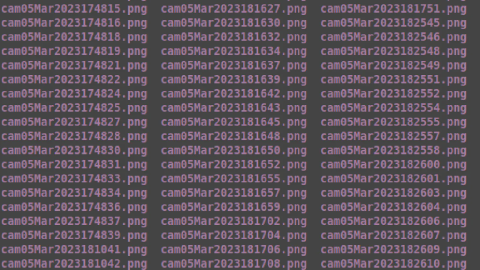 cam05Mar2023174815.png cam05Mar2023181627.png cam05Mar2023181751.png
cam05Mar2023174816.png cam05Mar2023181630.png cam05Mar2023182545.png
cam05Mar2023174818.png cam05Mar2023181632.png cam05Mar2023182546.png
cam05Mar2023174819.png cam05Mar2023181634.png cam05Mar2023182548.png
cam05Mar2023174821.png cam05Mar2023181637.png cam05Mar2023182549.png
cam05Mar2023174822.png cam05Mar2023181639.png cam05Mar2023182551.png
cam05Mar2023174824.png cam05Mar2023181642.png cam05Mar2023182552.png
cam05Mar2023174825.png cam05Mar2023181643.png cam05Mar2023182554.png
cam05Mar2023174827.png cam05Mar2023181645.png cam05Mar2023182555.png
cam05Mar2023174828.png cam05Mar2023181648.png cam05Mar2023182557.png
cam05Mar2023174830.png cam05Mar2023181650.png cam05Mar2023182558.png
cam05Mar2023174831.png cam05Mar2023181652.png cam05Mar2023182600.png
cam05Mar2023174833.png cam05Mar2023181655.png cam05Mar2023182601.png
cam05Mar2023174834.png cam05Mar2023181657.png cam05Mar2023182603.png
cam05Mar2023174836.png cam05Mar2023181659.png cam05Mar2023182604.png
cam05Mar2023174837.png cam05Mar2023181702.png cam05Mar2023182606.png
cam05Mar2023174839.png cam05Mar2023181704.png cam05Mar2023182607.png
cam05Mar2023181041.png cam05Mar2023181706.png cam05Mar2023182609.png
cam05Mar2023181042.png cam05Mar2023181708.png cam05Mar2023182610.png